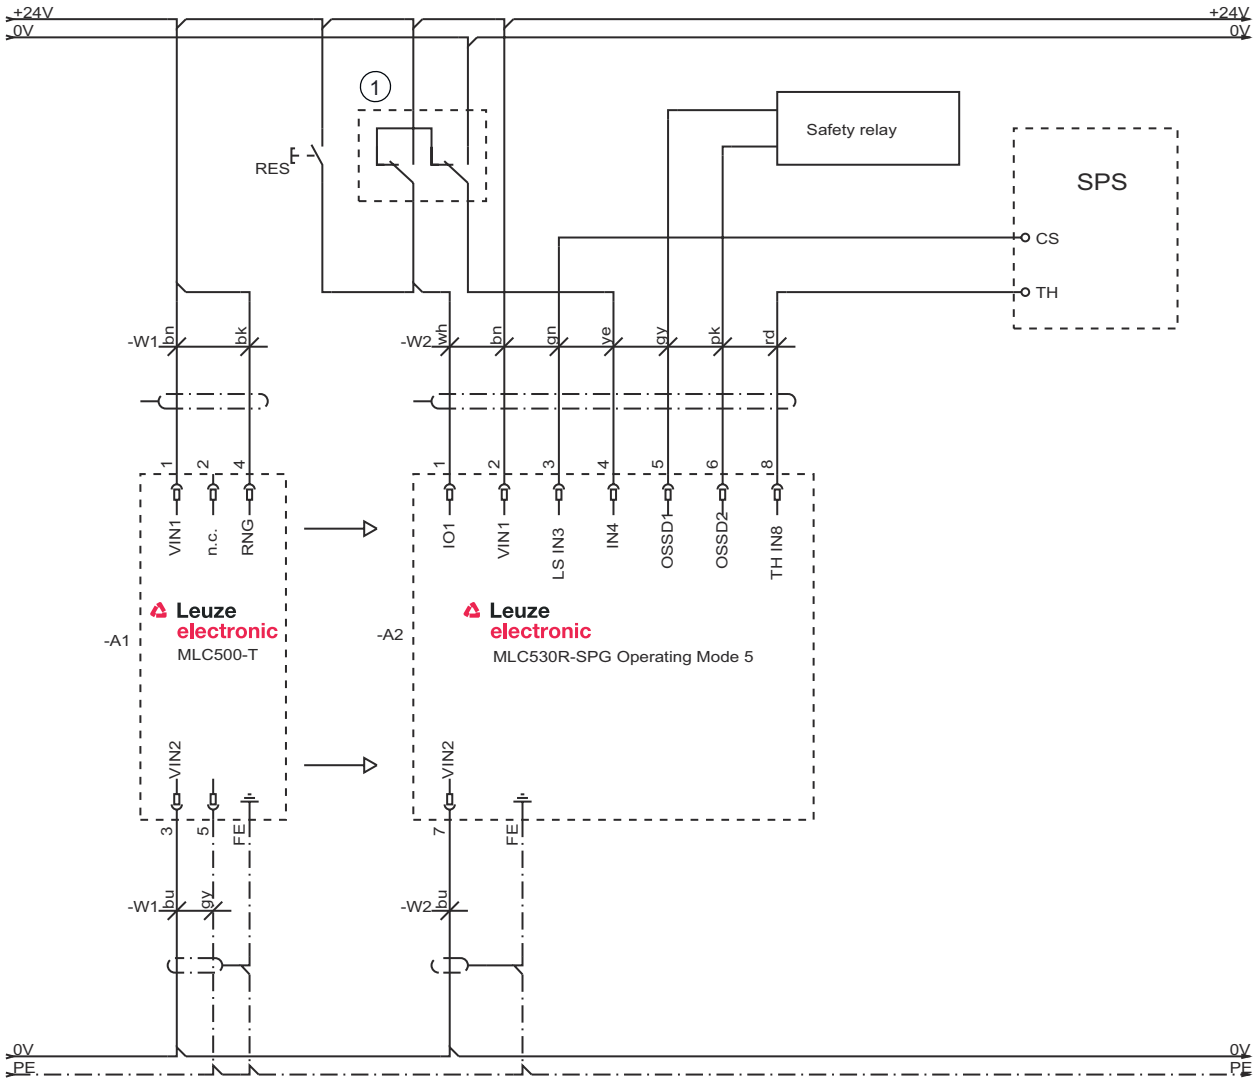 +24V +24V
0V 0V
1
Safety relay
RES
SPS
CS
TH
-W1 bn bk -W2 wh bn gn ye gy pk rd
1 2 4 1 2 3 4 5 6 8
VIN1 n.c. RNG IO1 VIN1 LS IN3 IN4 OSSD1 OSSD2 TH IN8
Leuze Leuze
electronic electronic
-A1 -A2
MLC500-T MLC530R-SPG Operating Mode 5
VIN2 VIN2
3 5 FE 7 FE
-W1 bu gy -W2 bu
0V 0V
PE PE